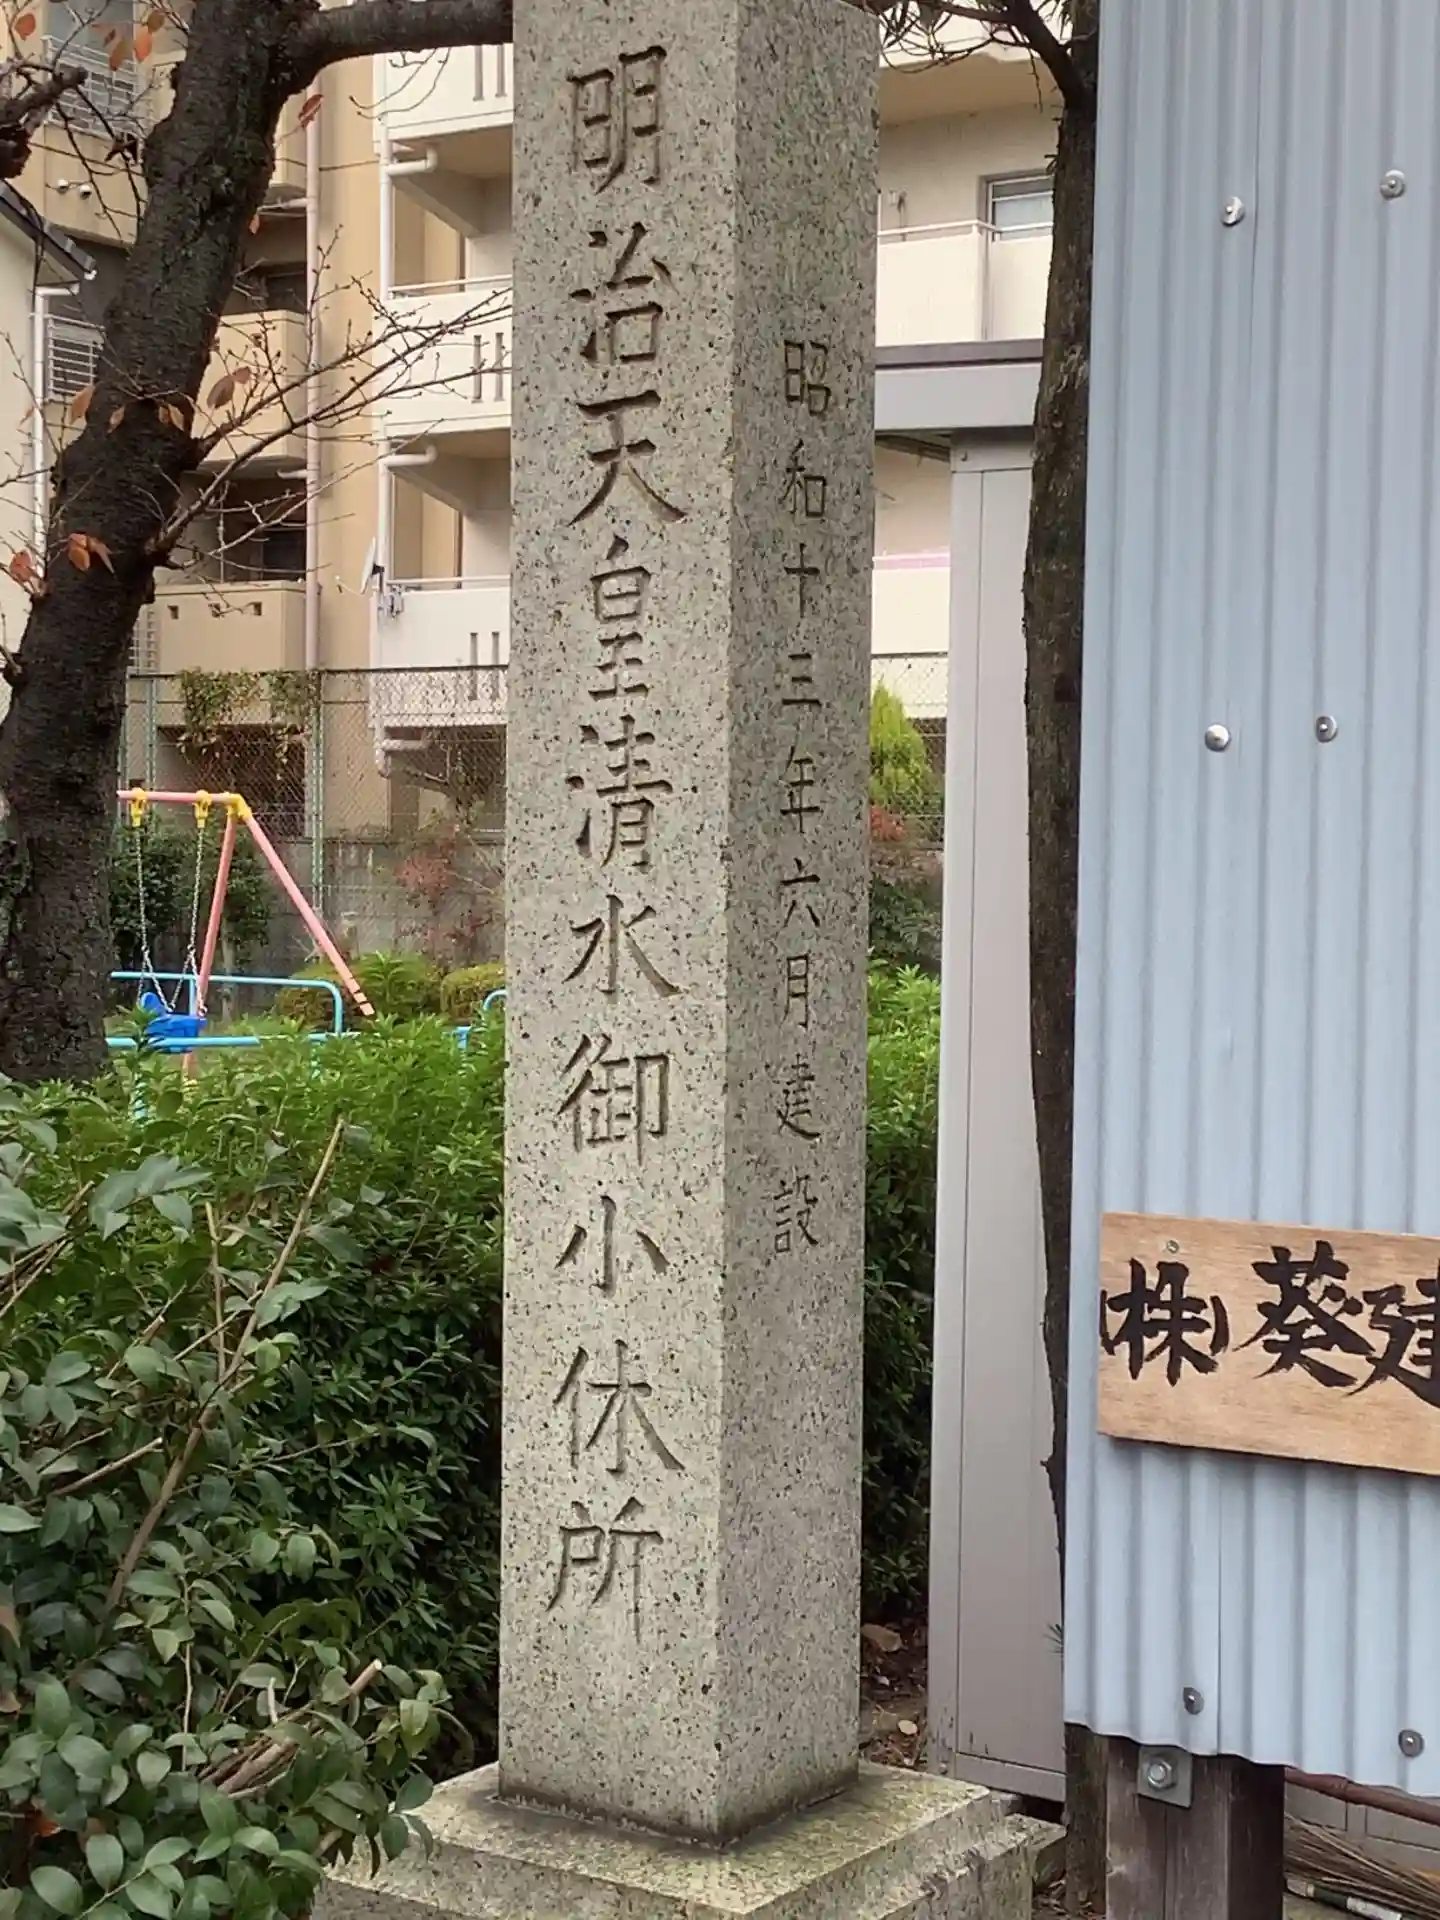 明治天皇清水御小休所
昭和十三年六月建設
(株)葵建